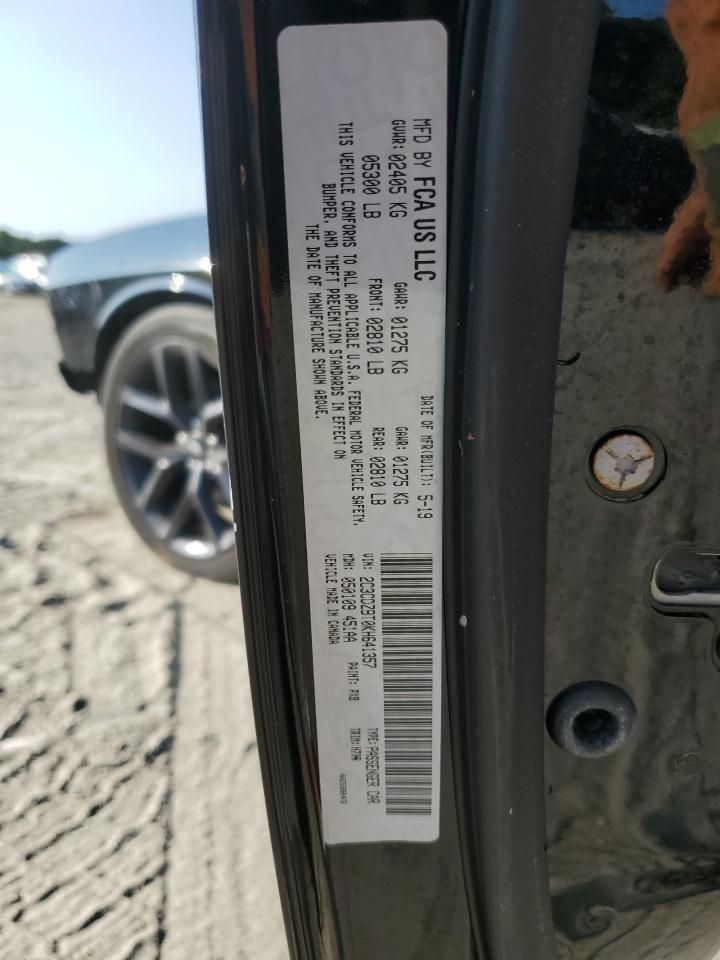 MFD BY FCA US LLC
DATE OF MFR(BUILT): 5-19
GVWR: 02405 KG GAWR: 01275 KG GAWR: 01275 KG
05300 LB FRONT: 02810 LB REAR: 02810 LB
THIS VEHICLE CONFORMS TO ALL APPLICABLE U.S.A. FEDERAL MOTOR VEHICLE SAFETY,
BUMPER, AND THEFT PREVENTION STANDARDS IN EFFECT ON
THE DATE OF MANUFACTURE SHOWN ABOVE.
VIN: 2C3CDZBT0KH641357
TYPE: PASSENGER CAR
MDH: 050109 451AA PAINT: PX8 TRIM:
VEHICLE MADE IN CANADA